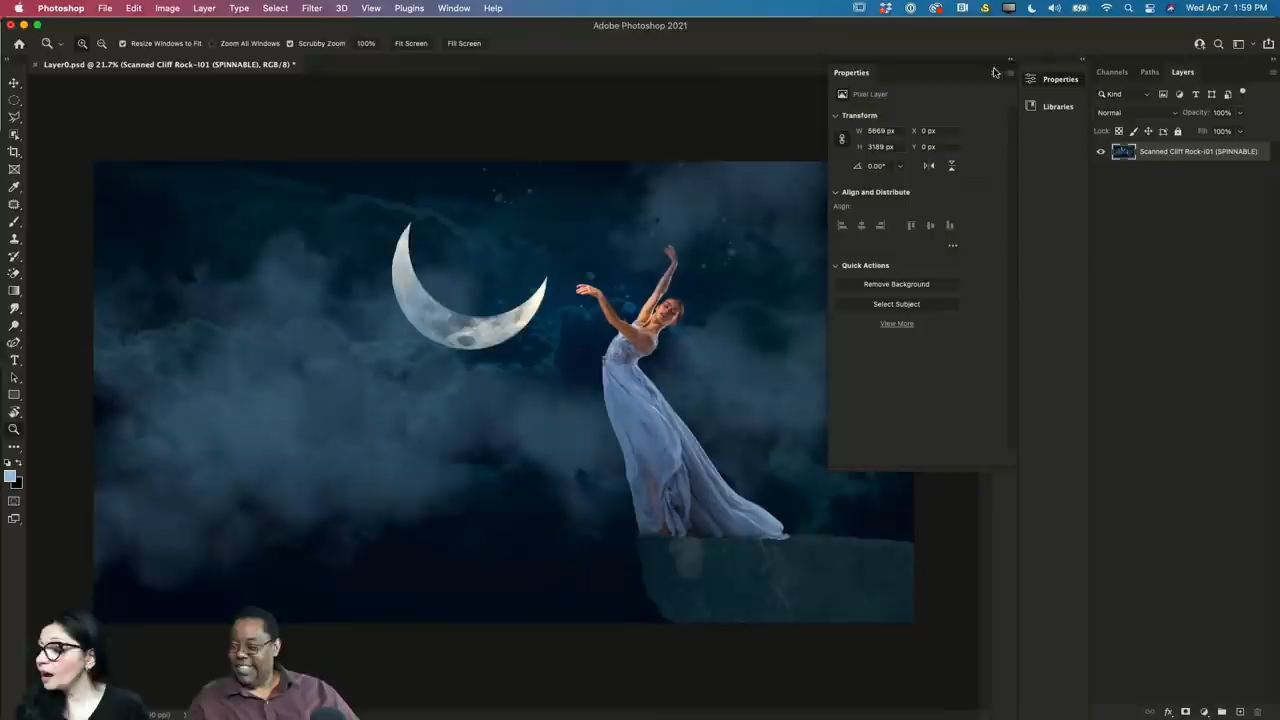 Photoshop File Edit Image Layer Type Select Filter 3D View Plugins Window Help Wed Apr 7 1:59 PM
Adobe Photoshop 2021
Resize Windows to Fit Zoom All Windows Scrubby Zoom 100% Fit Screen Fill Screen
Layer0.psd @ 21.7% (Scanned Cliff Rock-I01 (SPINNABLE), RGB/8) *
Properties
Pixel Layer
Transform
W 5669 px X 0 px
H 3189 px Y 0 px
0.00°
Align and Distribute
Align:
Quick Actions
Remove Background
Select Subject
View More
Properties
Libraries
Channels Paths Layers
Kind
Normal Opacity: 100%
Lock: Fill: 100%
Scanned Cliff Rock-I01 (SPINNABLE)